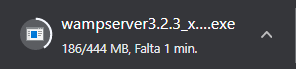 wampserver3.2.3_x....exe
186/444 MB, Falta 1 min.